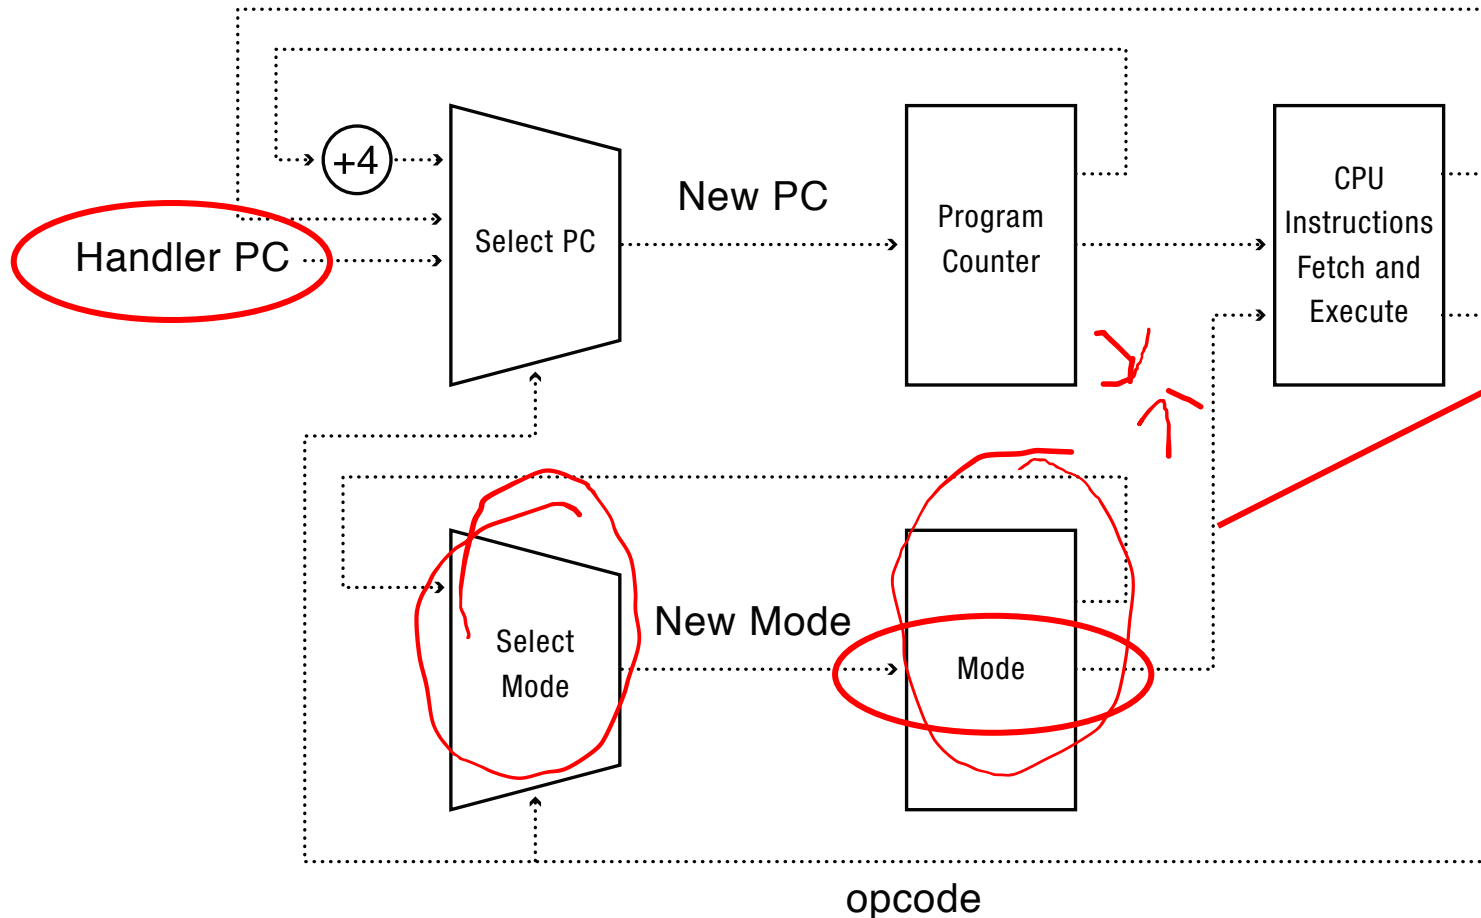 +4
Handler PC
Select PC
New PC
Program
Counter
CPU
Instructions
Fetch and
Execute
Select
Mode
New Mode
Mode
opcode